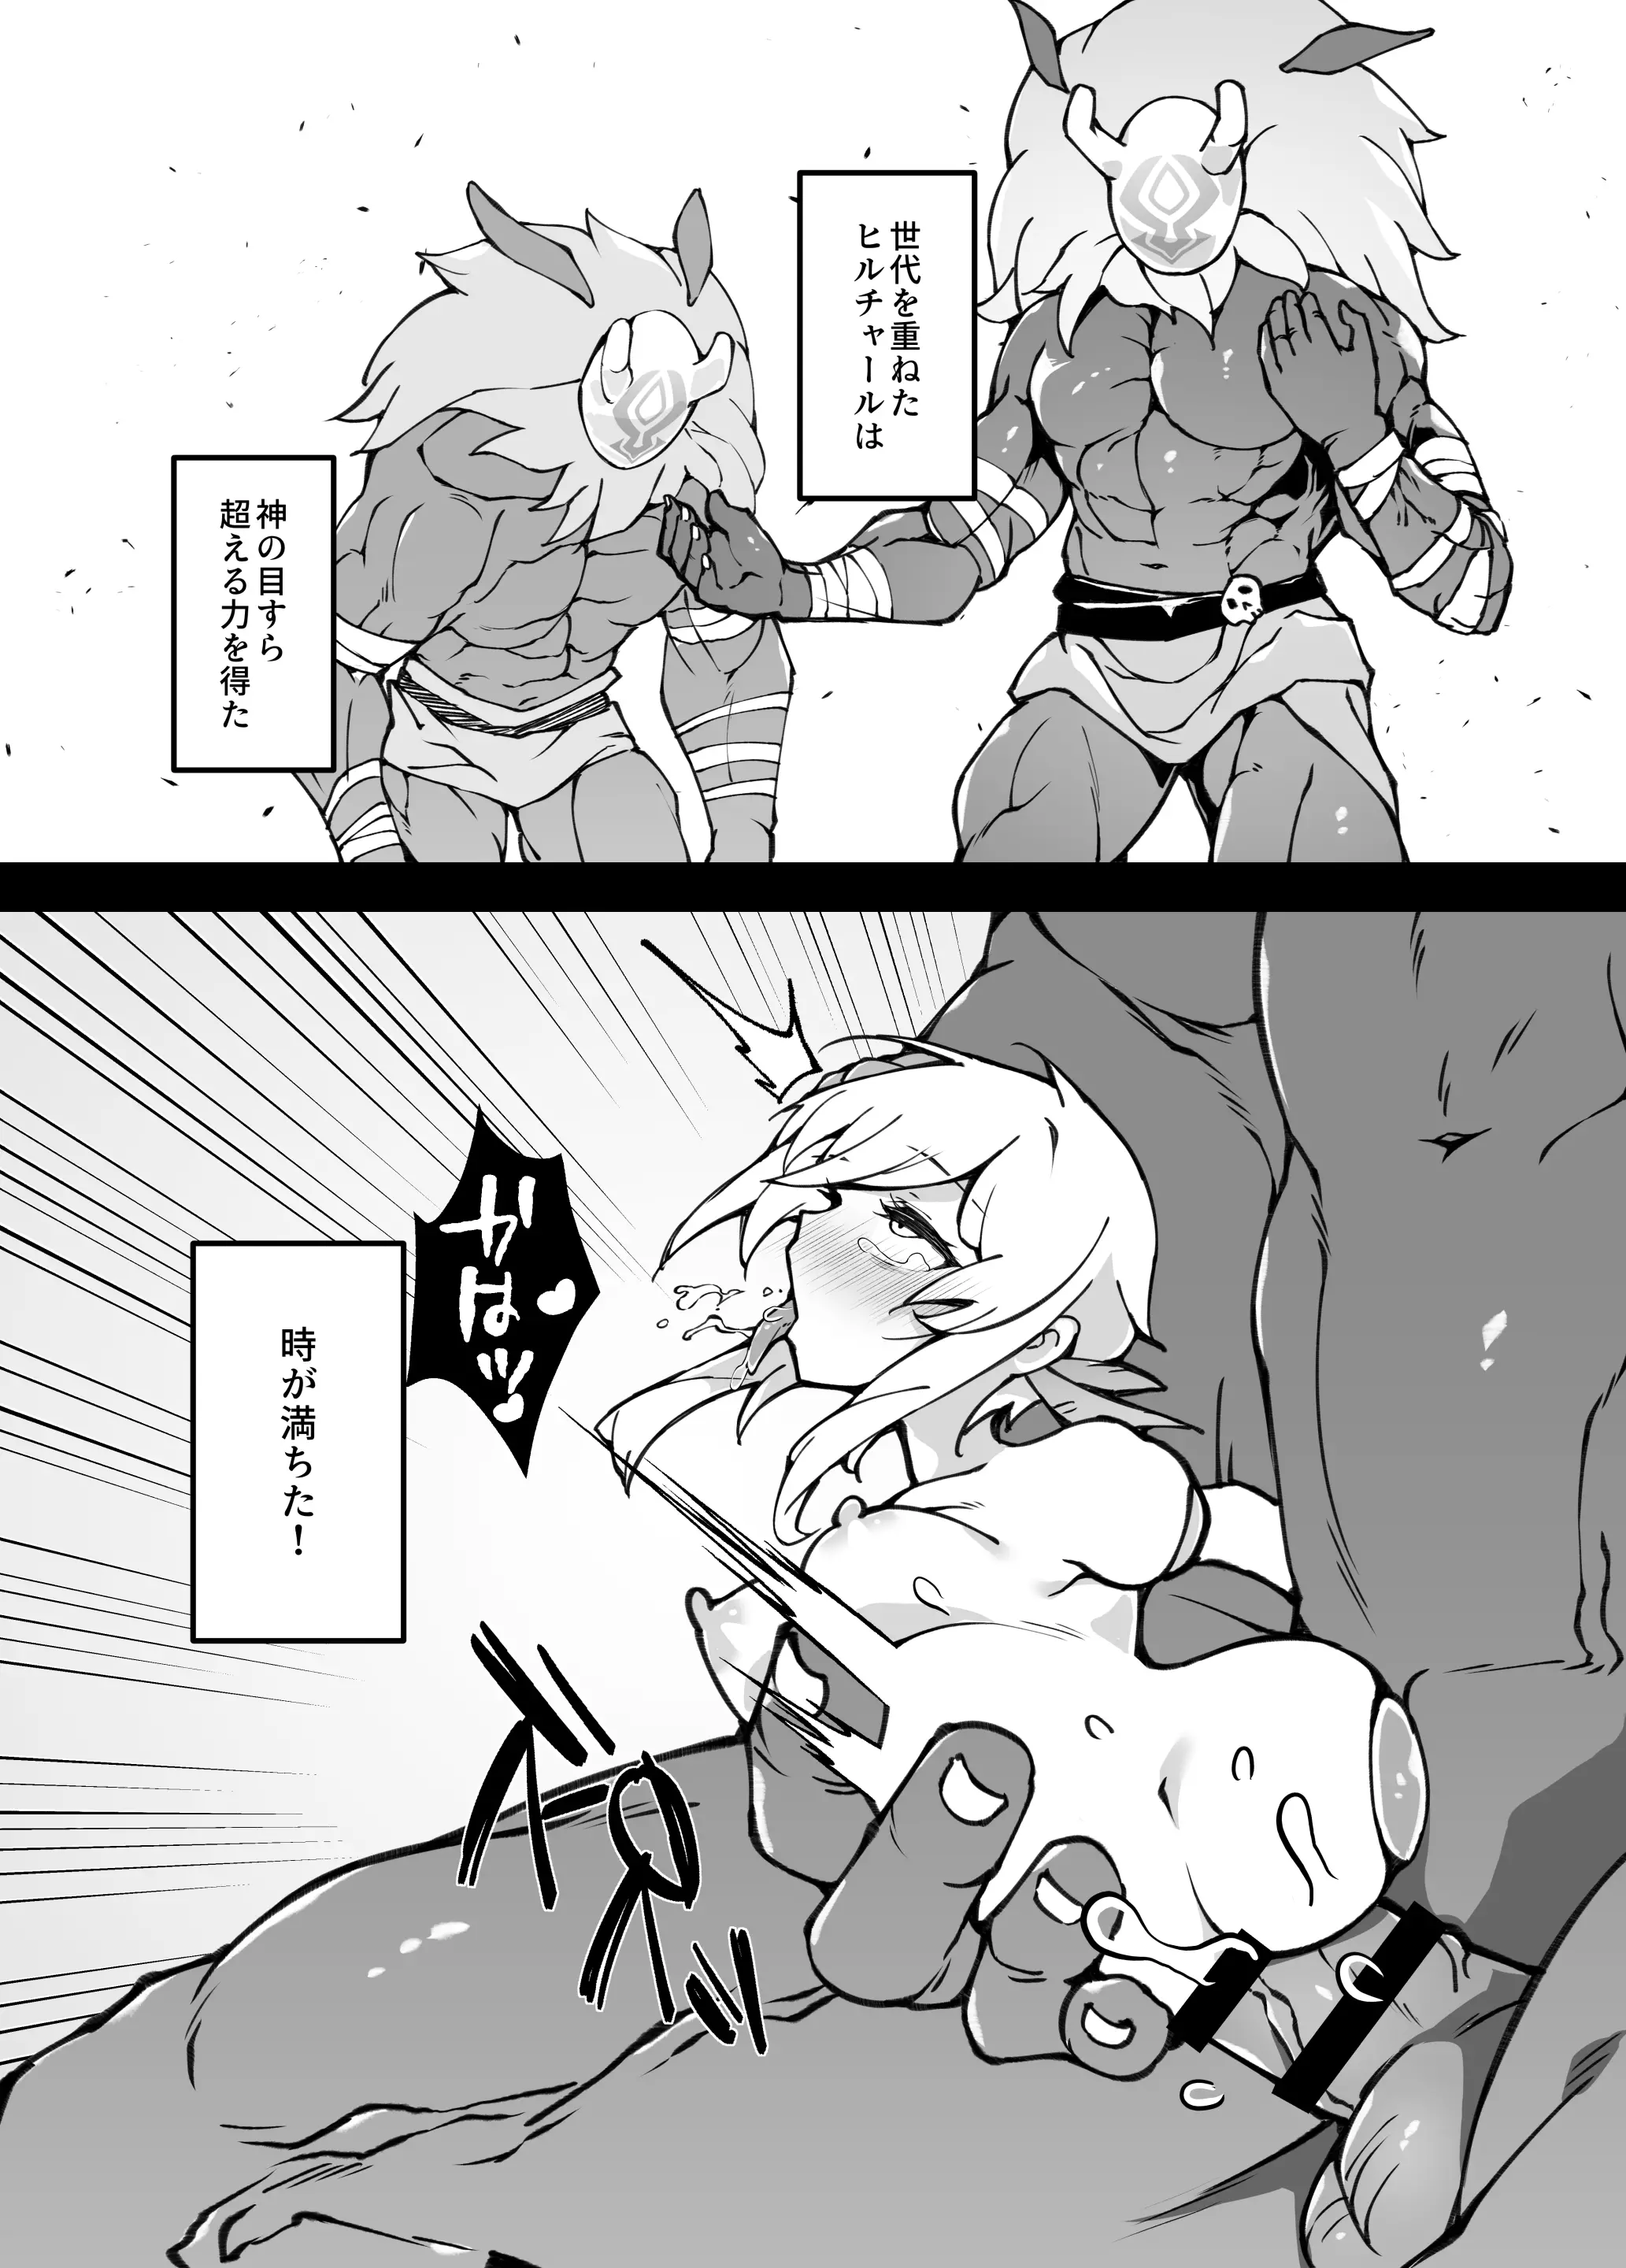 世代を重ねた
ヒルチャールは
神の目すら
超える力を得た
がはッ
時が満ちた！